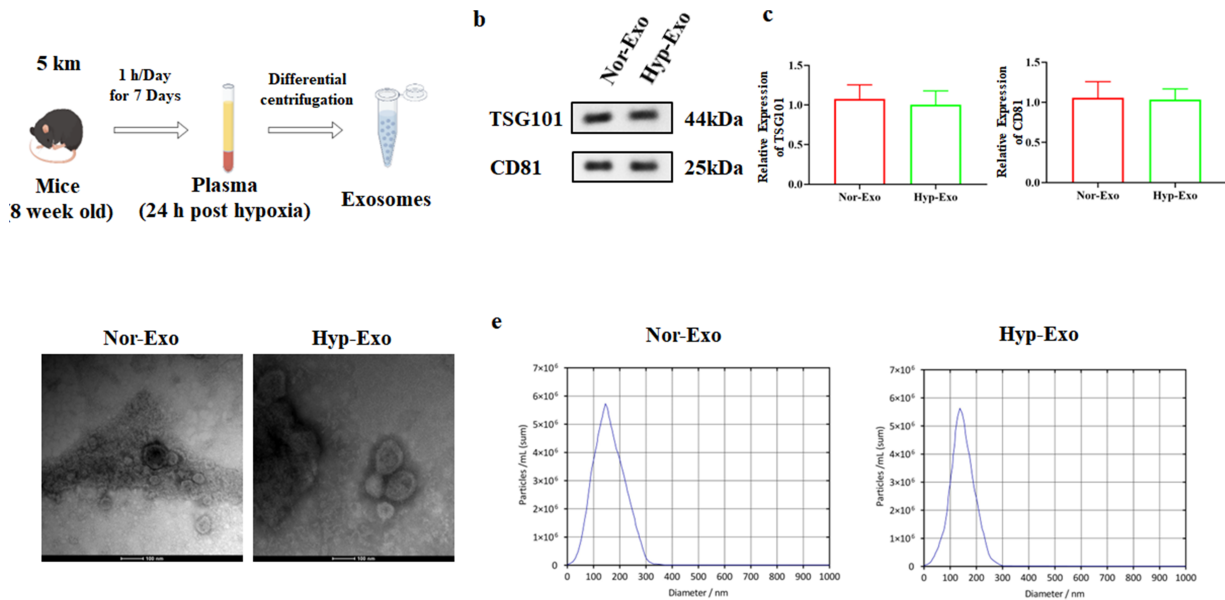 5 km
1 h/Day
for 7 Days
Differential
centrifugation
Mice
(8 week old)
Plasma
(24 h post hypoxia)
Exosomes
b
Nor-Exo
Hyp-Exo
TSG101
44kDa
CD81
25kDa
c
Relative Expression
of TSG101
1.5
1.0
0.5
0.0
Nor-Exo
Hyp-Exo
Relative Expression
of CD81
1.5
1.0
0.5
0.0
Nor-Exo
Hyp-Exo
Nor-Exo
Hyp-Exo
100 nm
100 nm
e
Nor-Exo
Particles /mL (sum)
7×10⁶
6×10⁶
5×10⁶
4×10⁶
3×10⁶
2×10⁶
1×10⁶
0
0 100 200 300 400 500 600 700 800 900 1000
Diameter / nm
Hyp-Exo
Particles /mL (sum)
7×10⁶
6×10⁶
5×10⁶
4×10⁶
3×10⁶
2×10⁶
1×10⁶
0
0 100 200 300 400 500 600 700 800 900 1000
Diameter / nm